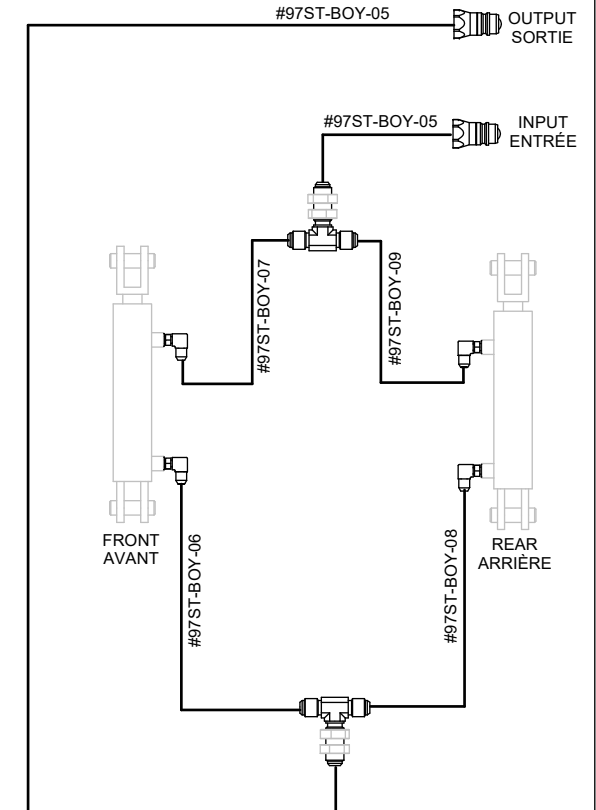 #97ST-BOY-05
OUTPUT
SORTIE
#97ST-BOY-05
INPUT
ENTRÉE
#97ST-BOY-07
#97ST-BOY-09
FRONT
AVANT
#97ST-BOY-06
#97ST-BOY-08
REAR
ARRIÈRE